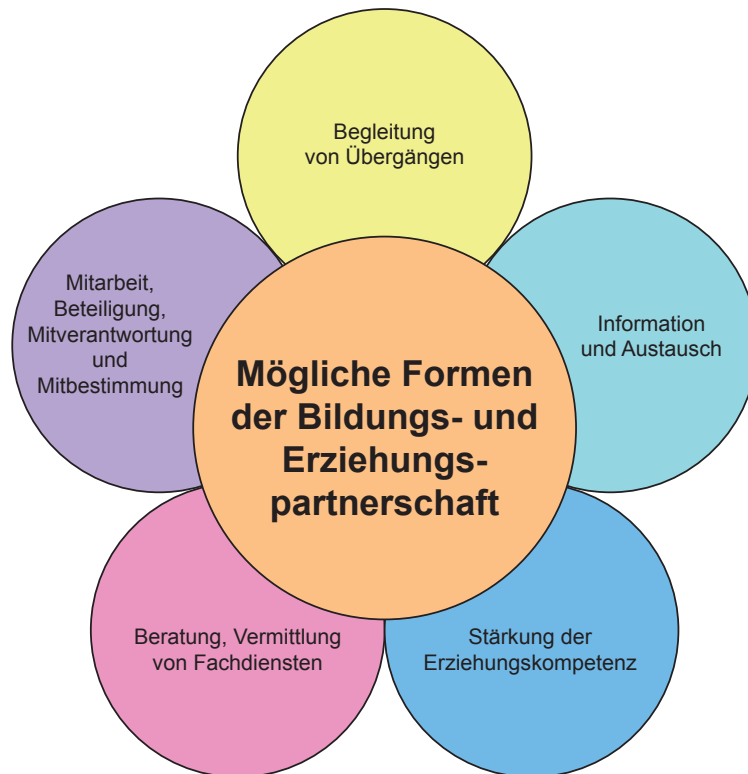 Begleitung
von Übergängen
Mitarbeit,
Beteiligung,
Mitverantwortung
und
Mitbestimmung
Information
und Austausch
Mögliche Formen
der Bildungs- und
Erziehungs-
partnerschaft
Beratung, Vermittlung
von Fachdiensten
Stärkung der
Erziehungskompetenz